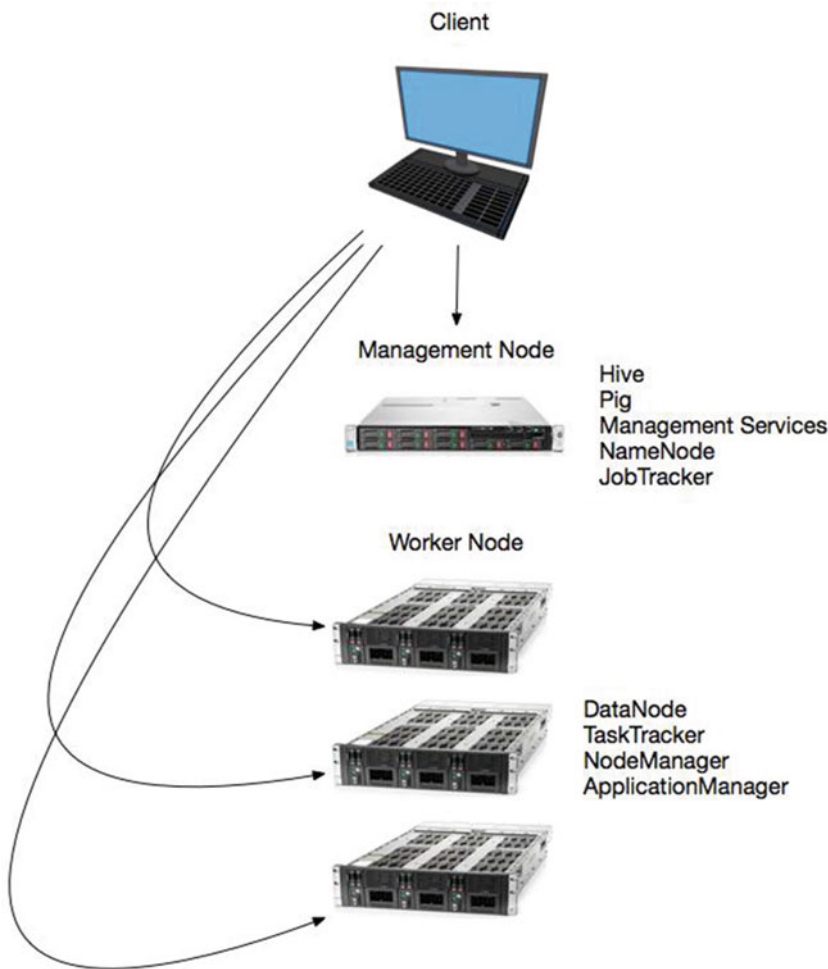 Client
Management Node
Hive
Pig
Management Services
NameNode
JobTracker
Worker Node
DataNode
TaskTracker
NodeManager
ApplicationManager